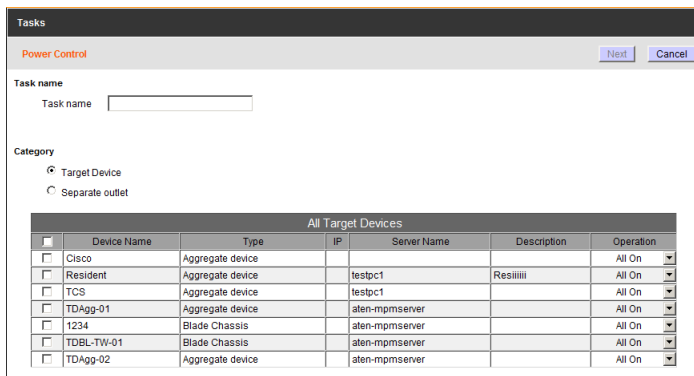 Tasks
Power Control Next Cancel
Task name
Task name
Category
Target Device
Separate outlet
All Target Devices
Device Name Type IP Server Name Description Operation
Cisco Aggregate device All On
Resident Aggregate device testpc1 Resiiiiii All On
TCS Aggregate device testpc1 All On
TDAgg-01 Aggregate device aten-mpmserver All On
1234 Blade Chassis aten-mpmserver All On
TDBL-TW-01 Blade Chassis aten-mpmserver All On
TDAgg-02 Aggregate device aten-mpmserver All On